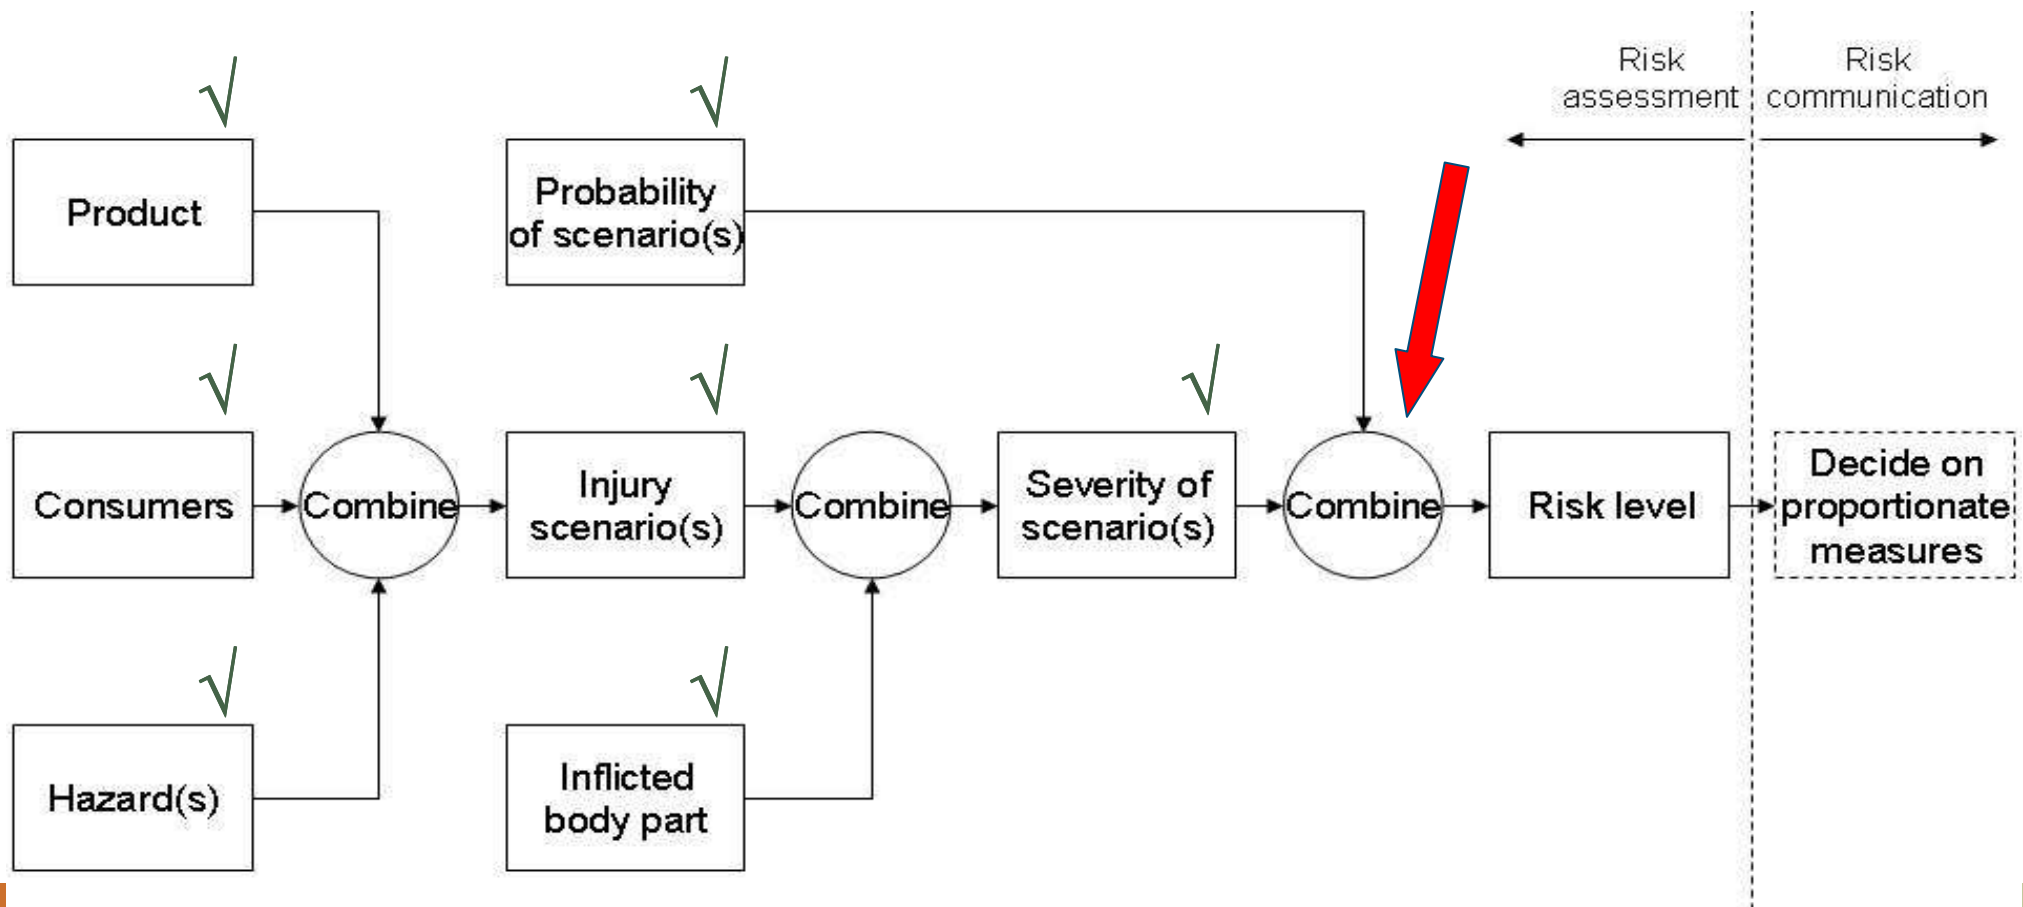 Risk
assessment
Risk
communication
√
√
Product
Probability
of scenario(s)
√
√
√
Consumers
Combine
Injury
scenario(s)
Combine
Severity of
scenario(s)
Combine
Risk level
Decide on
proportionate
measures
√
√
Hazard(s)
Inflicted
body part